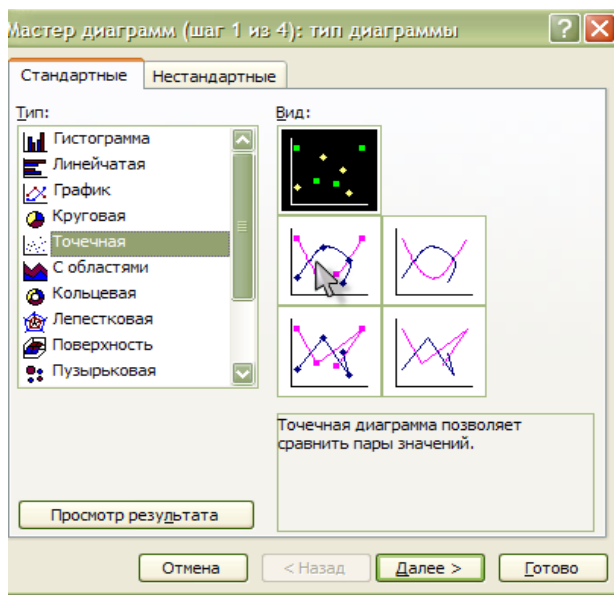 Мастер диаграмм (шаг 1 из 4): тип диаграммы
Стандартные
Нестандартные
Тип:
Гистограмма
Линейчатая
График
Круговая
Точечная
С областями
Кольцевая
Лепестковая
Поверхность
Пузырьковая
Вид:
Точечная диаграмма позволяет
сравнить пары значений.
Просмотр результата
Отмена
< Назад
Далее >
Готово